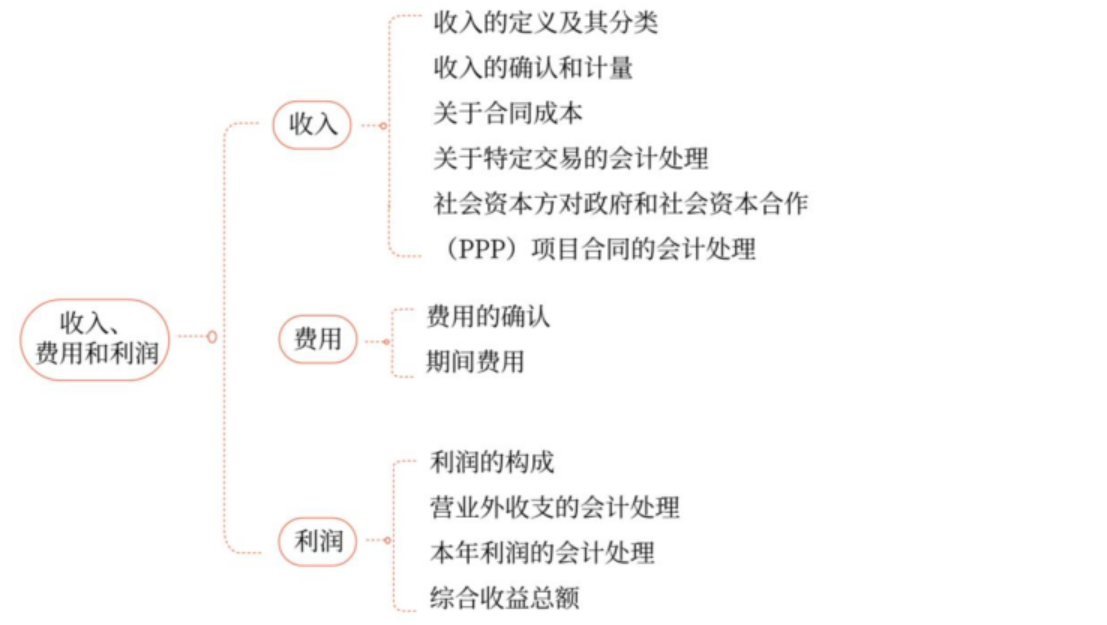 收入、
费用和利润
收入
收入的定义及其分类
收入的确认和计量
关于合同成本
关于特定交易的会计处理
社会资本方对政府和社会资本合作
（PPP）项目合同的会计处理
费用
费用的确认
期间费用
利润
利润的构成
营业外收支的会计处理
本年利润的会计处理
综合收益总额